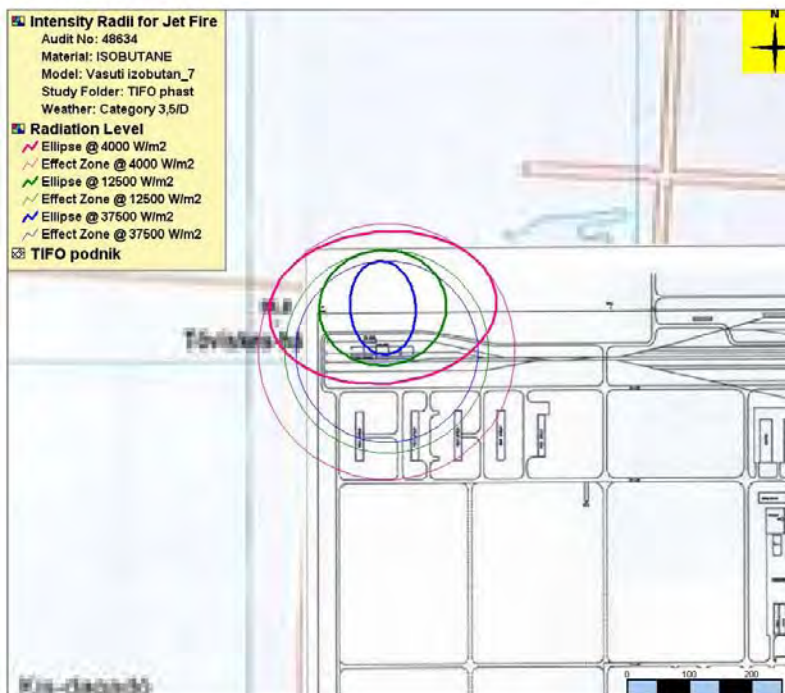 Intensity Radii for Jet Fire
Audit No: 48634
Material: ISOBUTANE
Model: Vasuti izobutan_7
Study Folder: TIFO phast
Weather: Category 3,5/D
Radiation Level
Ellipse @ 4000 W/m2
Effect Zone @ 4000 W/m2
Ellipse @ 12500 W/m2
Effect Zone @ 12500 W/m2
Ellipse @ 37500 W/m2
Effect Zone @ 37500 W/m2
TIFO podnik
N
0 100 200